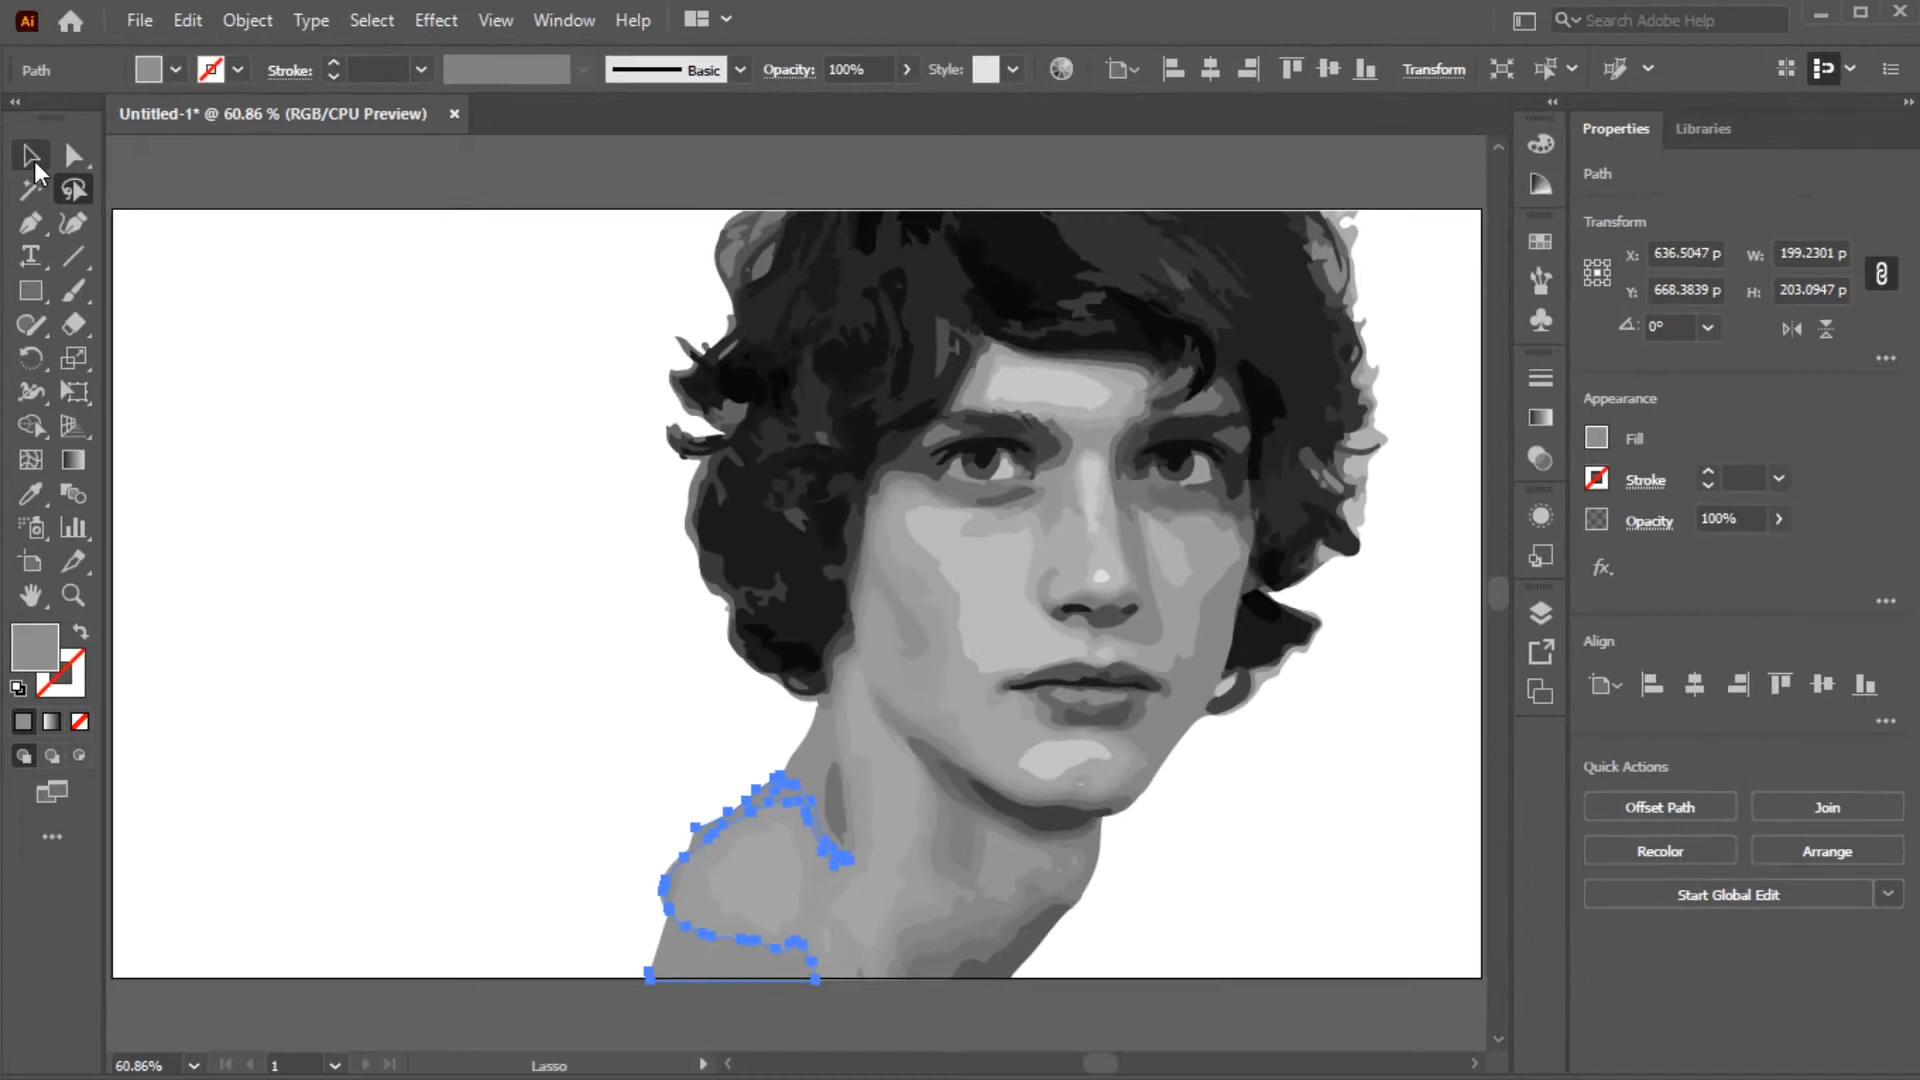 Ai File Edit Object Type Select Effect View Window Help Search Adobe Help
Path Stroke: Basic Opacity: 100% Style: Transform
Untitled-1* @ 60.86 % (RGB/CPU Preview)
Properties Libraries
Path
Transform
X: 636.5047 p W: 199.2301 p
Y: 668.3839 p H: 203.0947 p
0°
Appearance
Fill
Stroke
Opacity 100%
fx.
Align
Quick Actions
Offset Path Join
Recolor Arrange
Start Global Edit
60.86% 1 Lasso